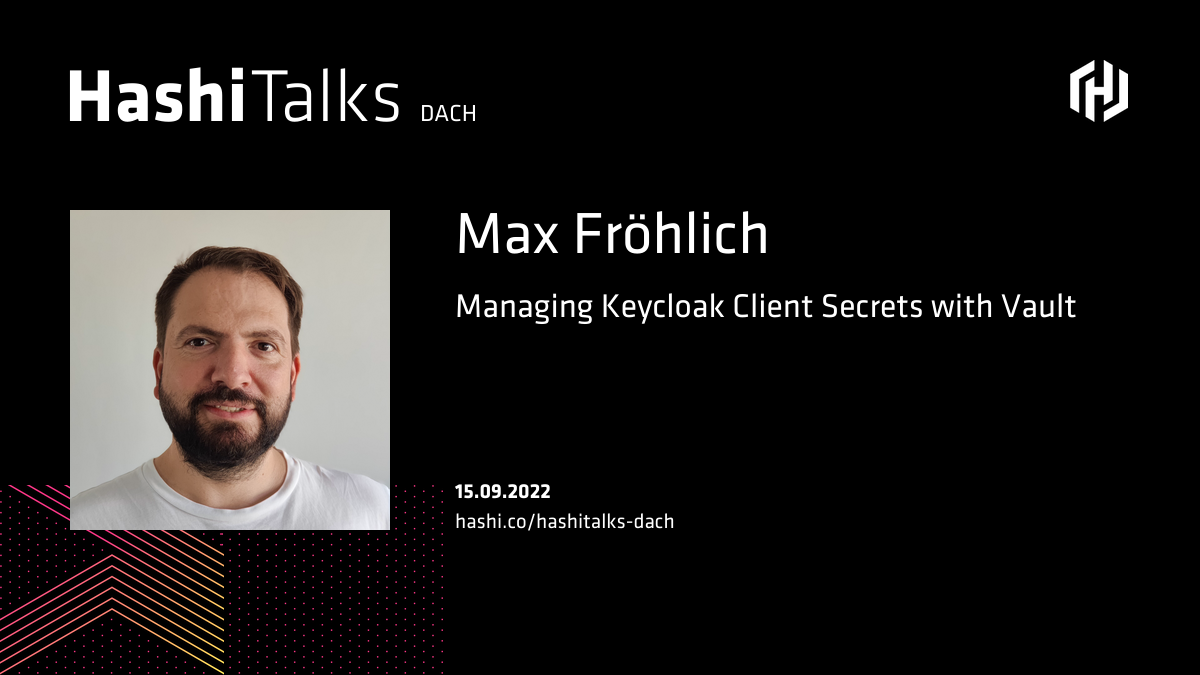 HashiTalks DACH
Max Fröhlich
Managing Keycloak Client Secrets with Vault
15.09.2022
hashi.co/hashitalks-dach